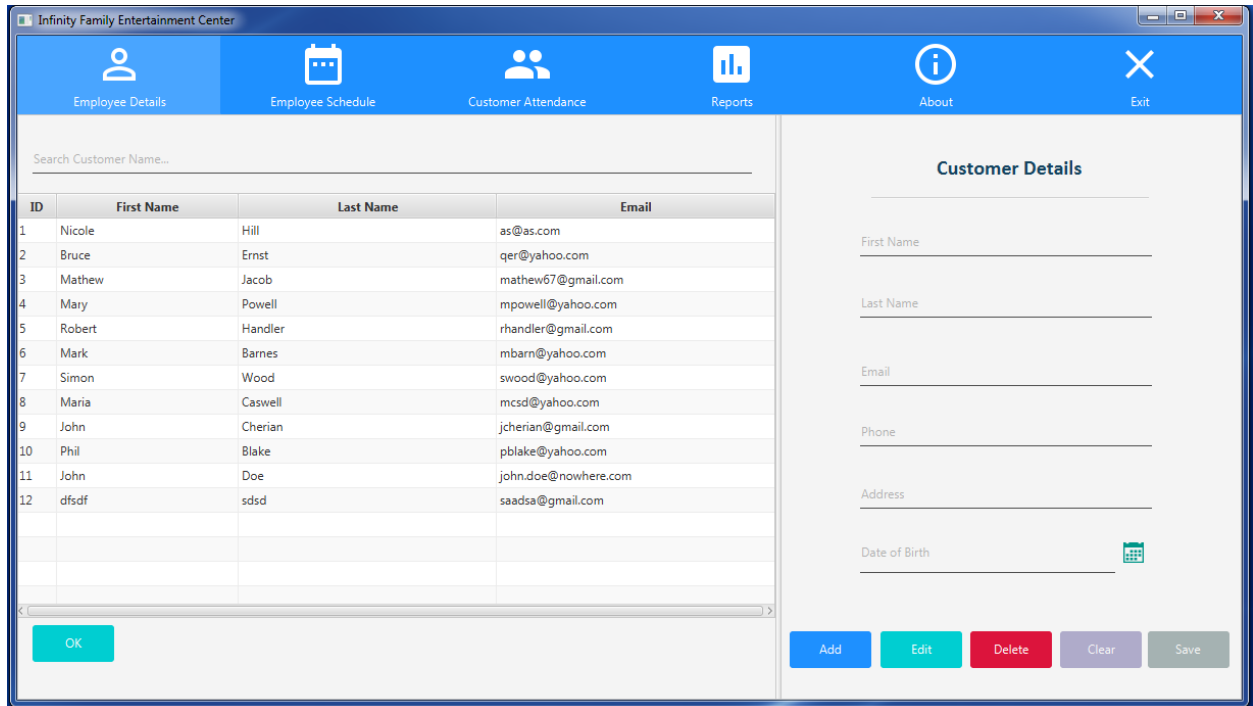 Infinity Family Entertainment Center
Employee Details Employee Schedule Customer Attendance Reports About Exit
Search Customer Name...
ID First Name Last Name Email
1 Nicole Hill as@as.com
2 Bruce Ernst qer@yahoo.com
3 Mathew Jacob mathew67@gmail.com
4 Mary Powell mpowell@yahoo.com
5 Robert Handler rhandler@gmail.com
6 Mark Barnes mbarn@yahoo.com
7 Simon Wood swood@yahoo.com
8 Maria Caswell mcsd@yahoo.com
9 John Cherian jcherian@gmail.com
10 Phil Blake pblake@yahoo.com
11 John Doe john.doe@nowhere.com
12 dfsdf sdsd saadsa@gmail.com
OK
Customer Details
First Name
Last Name
Email
Phone
Address
Date of Birth
Add Edit Delete Clear Save